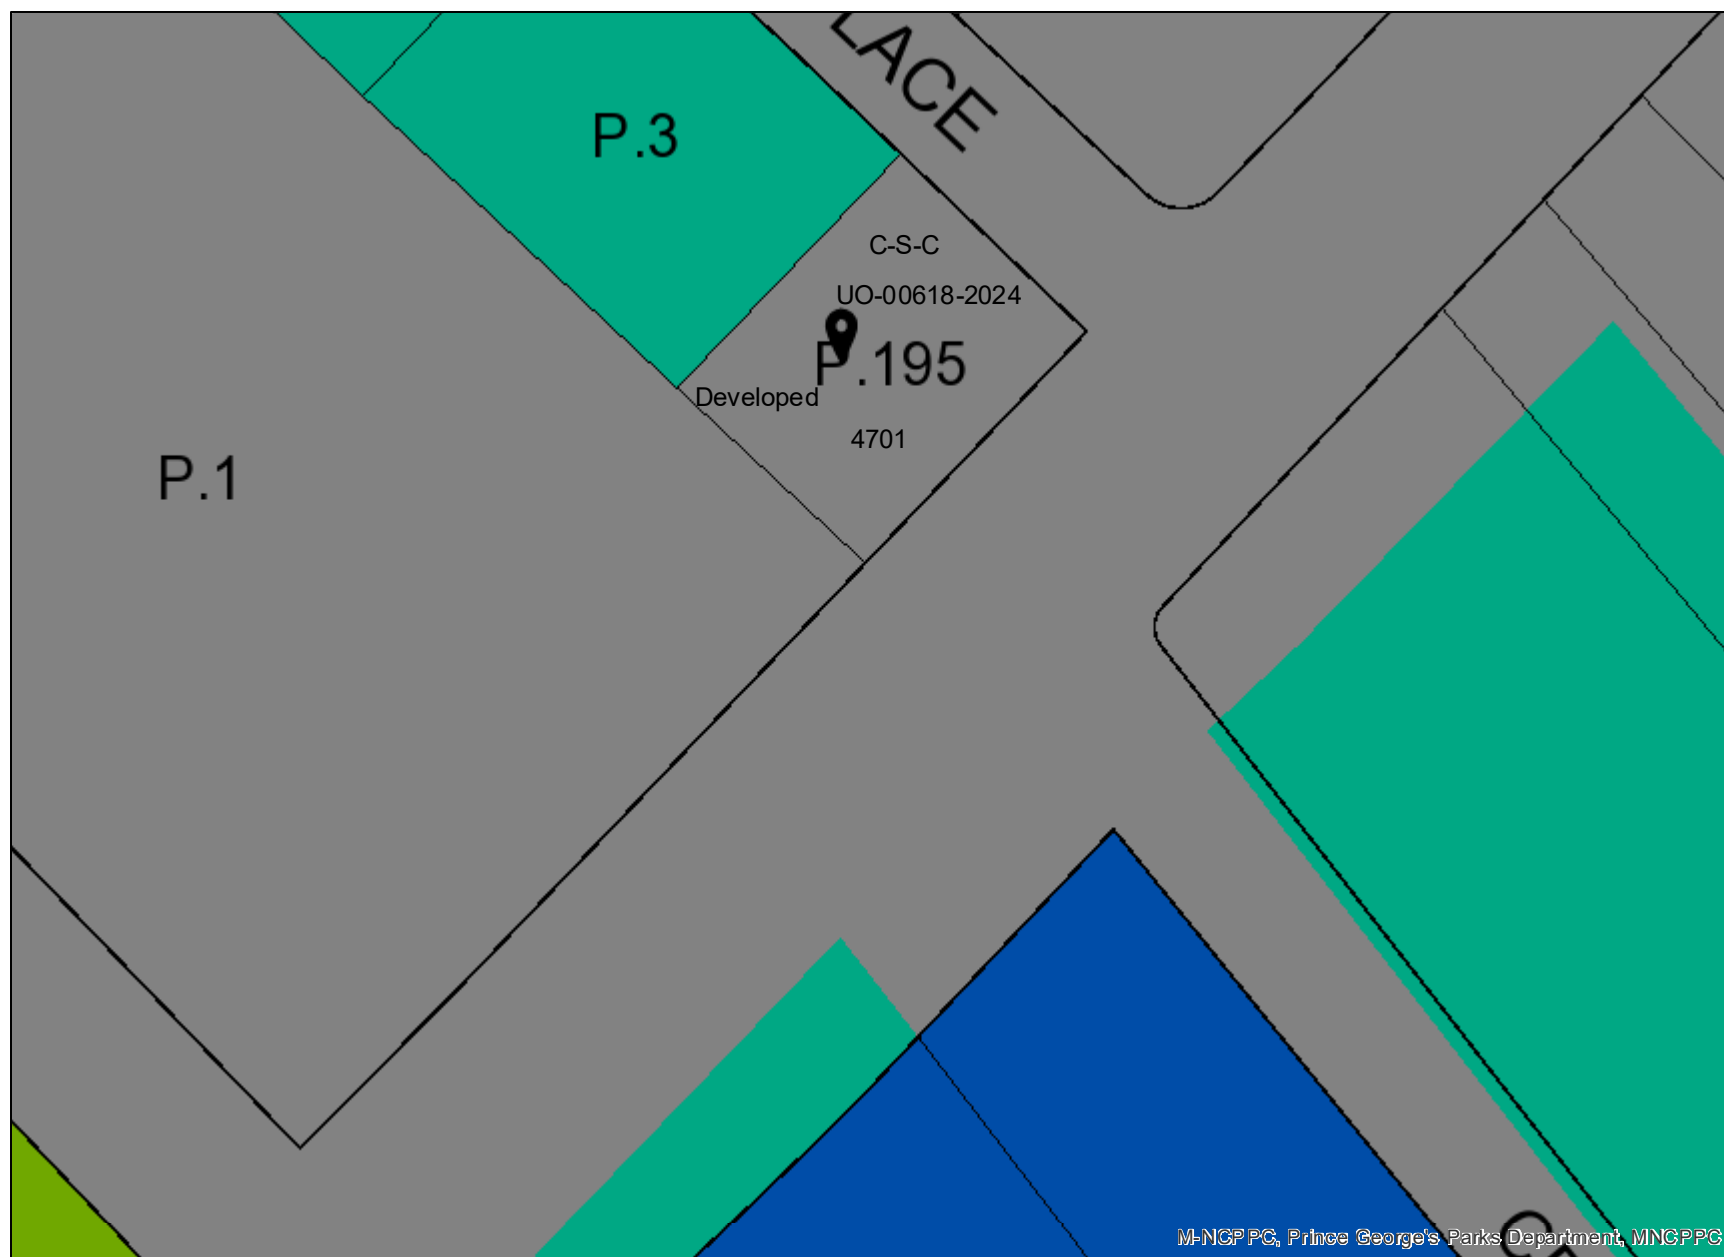 LACE
P.3
C-S-C
UO-00618-2024
P.195
Developed
4701
P.1
M-NCPPC, Prince George's Parks Department, MNCPPC